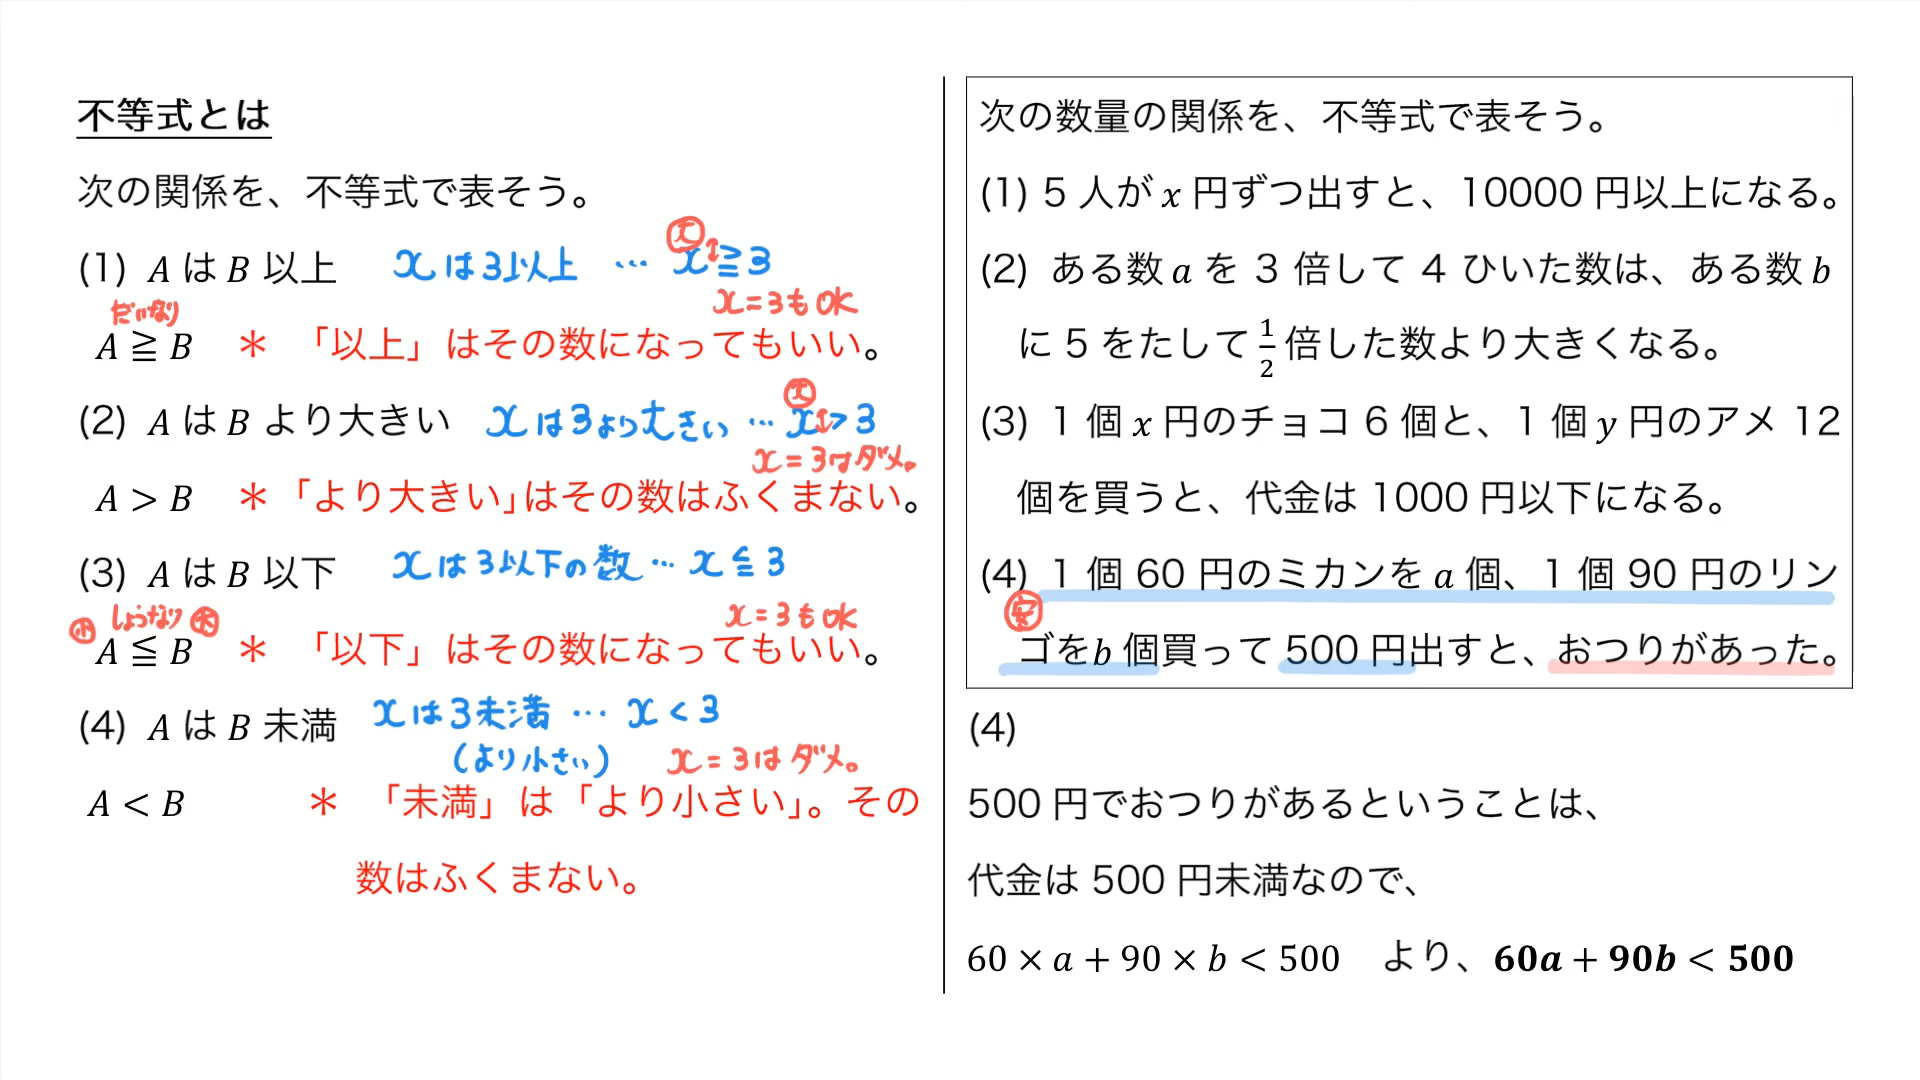 不等式とは
次の関係を、不等式で表そう。
(1) A は B 以上 xは3以上 … x≧3
大
x=3もOK
だいなり
A ≧ B ＊ 「以上」はその数になってもいい。
(2) A は B より大きい xは3より大きい … x>3
大
x=3はダメ。
A > B ＊「より大きい」はその数はふくまない。
(3) A は B 以下 xは3以下の数 … x≦3
x=3もOK
小 しょうなり 大
A ≦ B ＊ 「以下」はその数になってもいい。
(4) A は B 未満 xは3未満 … x<3
(より小さい) x=3はダメ。
A < B ＊ 「未満」は「より小さい」。その
数はふくまない。
次の数量の関係を、不等式で表そう。
(1) 5 人が x 円ずつ出すと、10000 円以上になる。
(2) ある数 a を 3 倍して 4 ひいた数は、ある数 b
に 5 をたして 1/2 倍した数より大きくなる。
(3) 1 個 x 円のチョコ 6 個と、1 個 y 円のアメ 12
個を買うと、代金は 1000 円以下になる。
(4) 1 個 60 円のミカンを a 個、1 個 90 円のリン
安
ゴを b 個買って 500 円出すと、おつりがあった。
(4)
500 円でおつりがあるということは、
代金は 500 円未満なので、
60 × a + 90 × b < 500 より、60a + 90b < 500